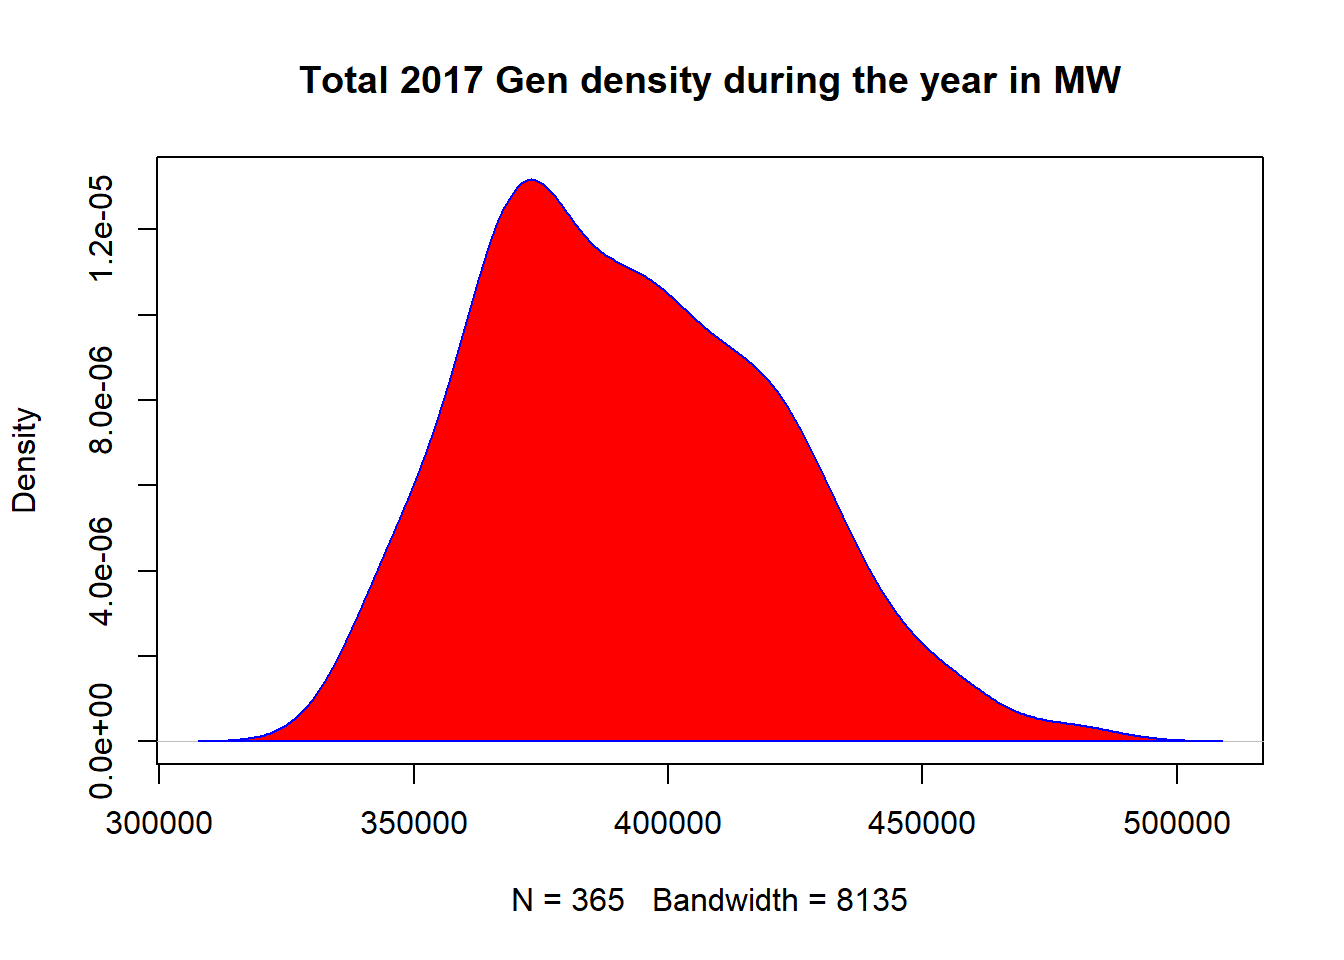 Total 2017 Gen density during the year in MW
Density
1.2e-05
8.0e-06
4.0e-06
0.0e+00
300000 350000 400000 450000 500000
N = 365 Bandwidth = 8135